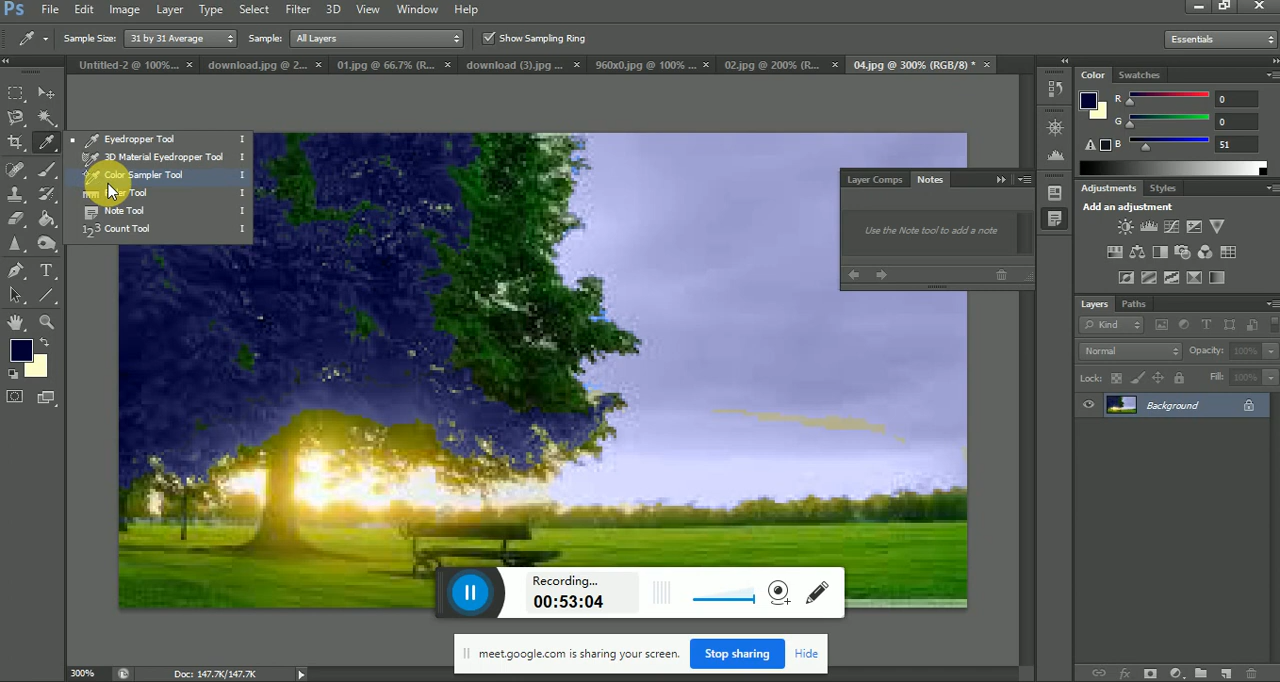 Ps File Edit Image Layer Type Select Filter 3D View Window Help
Sample Size: 31 by 31 Average Sample: All Layers Show Sampling Ring Essentials
Untitled-2 @ 100%... × download.jpg @ 2... × 01.jpg @ 66.7% (R... × download (3).jpg ... × 960x0.jpg @ 100% ... × 02.jpg @ 200% (R... × 04.jpg @ 300% (RGB/8) * ×
Eyedropper Tool I
3D Material Eyedropper Tool I
Color Sampler Tool I
Tool I
Note Tool I
Count Tool I
Layer Comps Notes
Use the Note tool to add a note
Color Swatches
R 0
G 0
B 51
Adjustments Styles
Add an adjustment
Layers Paths
Kind
Normal Opacity: 100%
Lock: Fill: 100%
Background
Recording...
00:53:04
meet.google.com is sharing your screen. Stop sharing Hide
300% Doc: 147.7K/147.7K